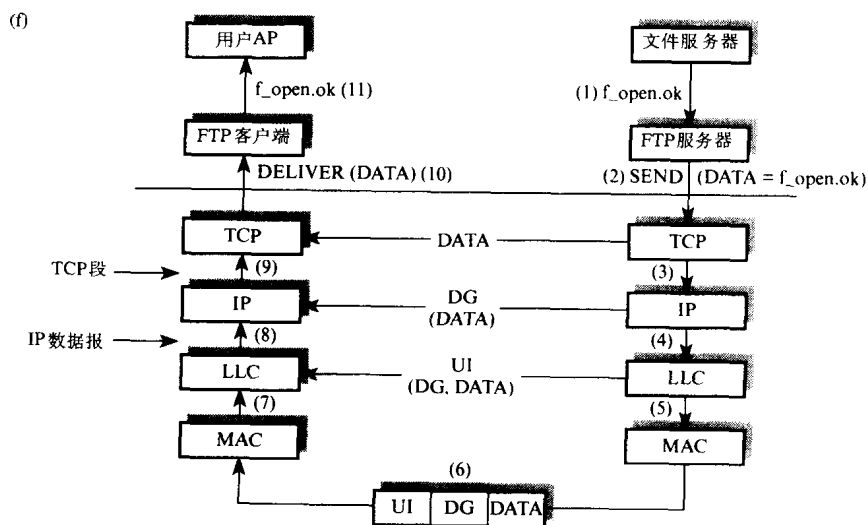 (f)
用户AP
文件服务器
f_open.ok (11)
(1) f_open.ok
FTP客户端
FTP服务器
DELIVER (DATA) (10)
(2) SEND (DATA = f_open.ok)
TCP
DATA
TCP
TCP段
(9)
(3)
IP
DG
(DATA)
IP
IP数据报
(8)
(4)
LLC
UI
(DG, DATA)
LLC
(7)
(5)
MAC
MAC
(6)
UI DG DATA